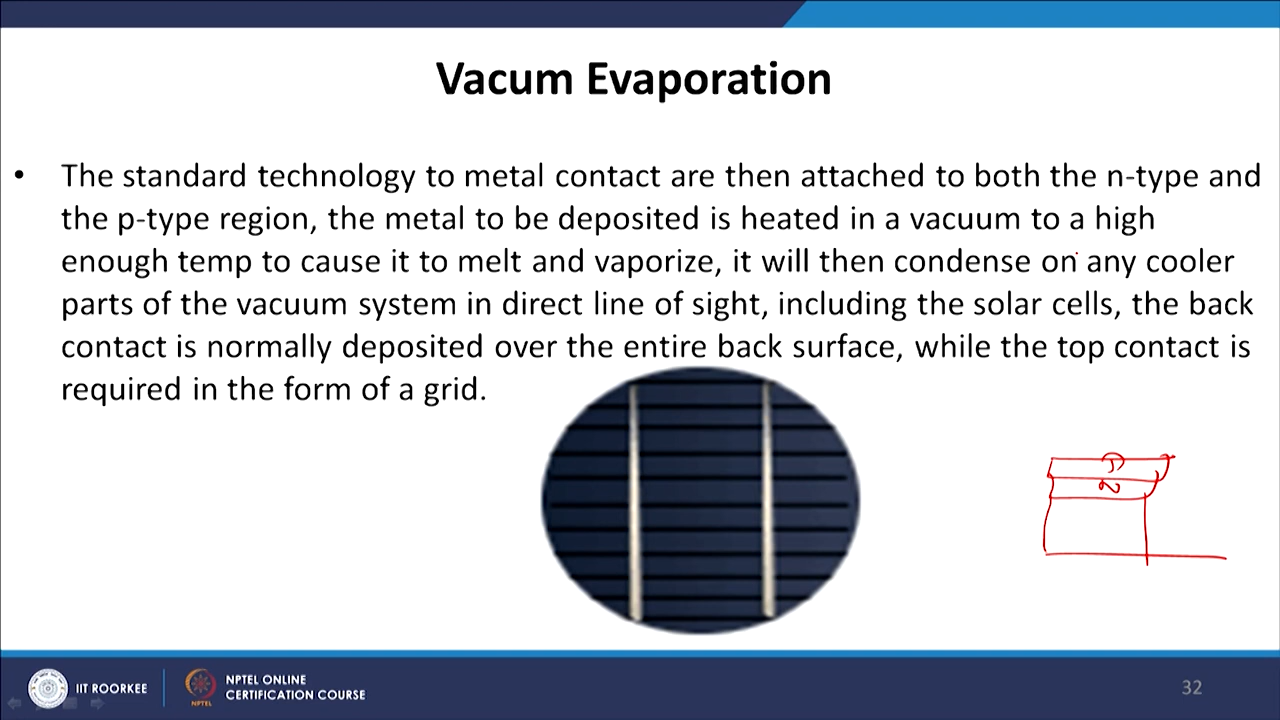 Vacum Evaporation
• The standard technology to metal contact are then attached to both the n-type and
the p-type region, the metal to be deposited is heated in a vacuum to a high
enough temp to cause it to melt and vaporize, it will then condense on any cooler
parts of the vacuum system in direct line of sight, including the solar cells, the back
contact is normally deposited over the entire back surface, while the top contact is
required in the form of a grid.
IIT ROORKEE
NPTEL ONLINE
CERTIFICATION COURSE
NPTEL
32